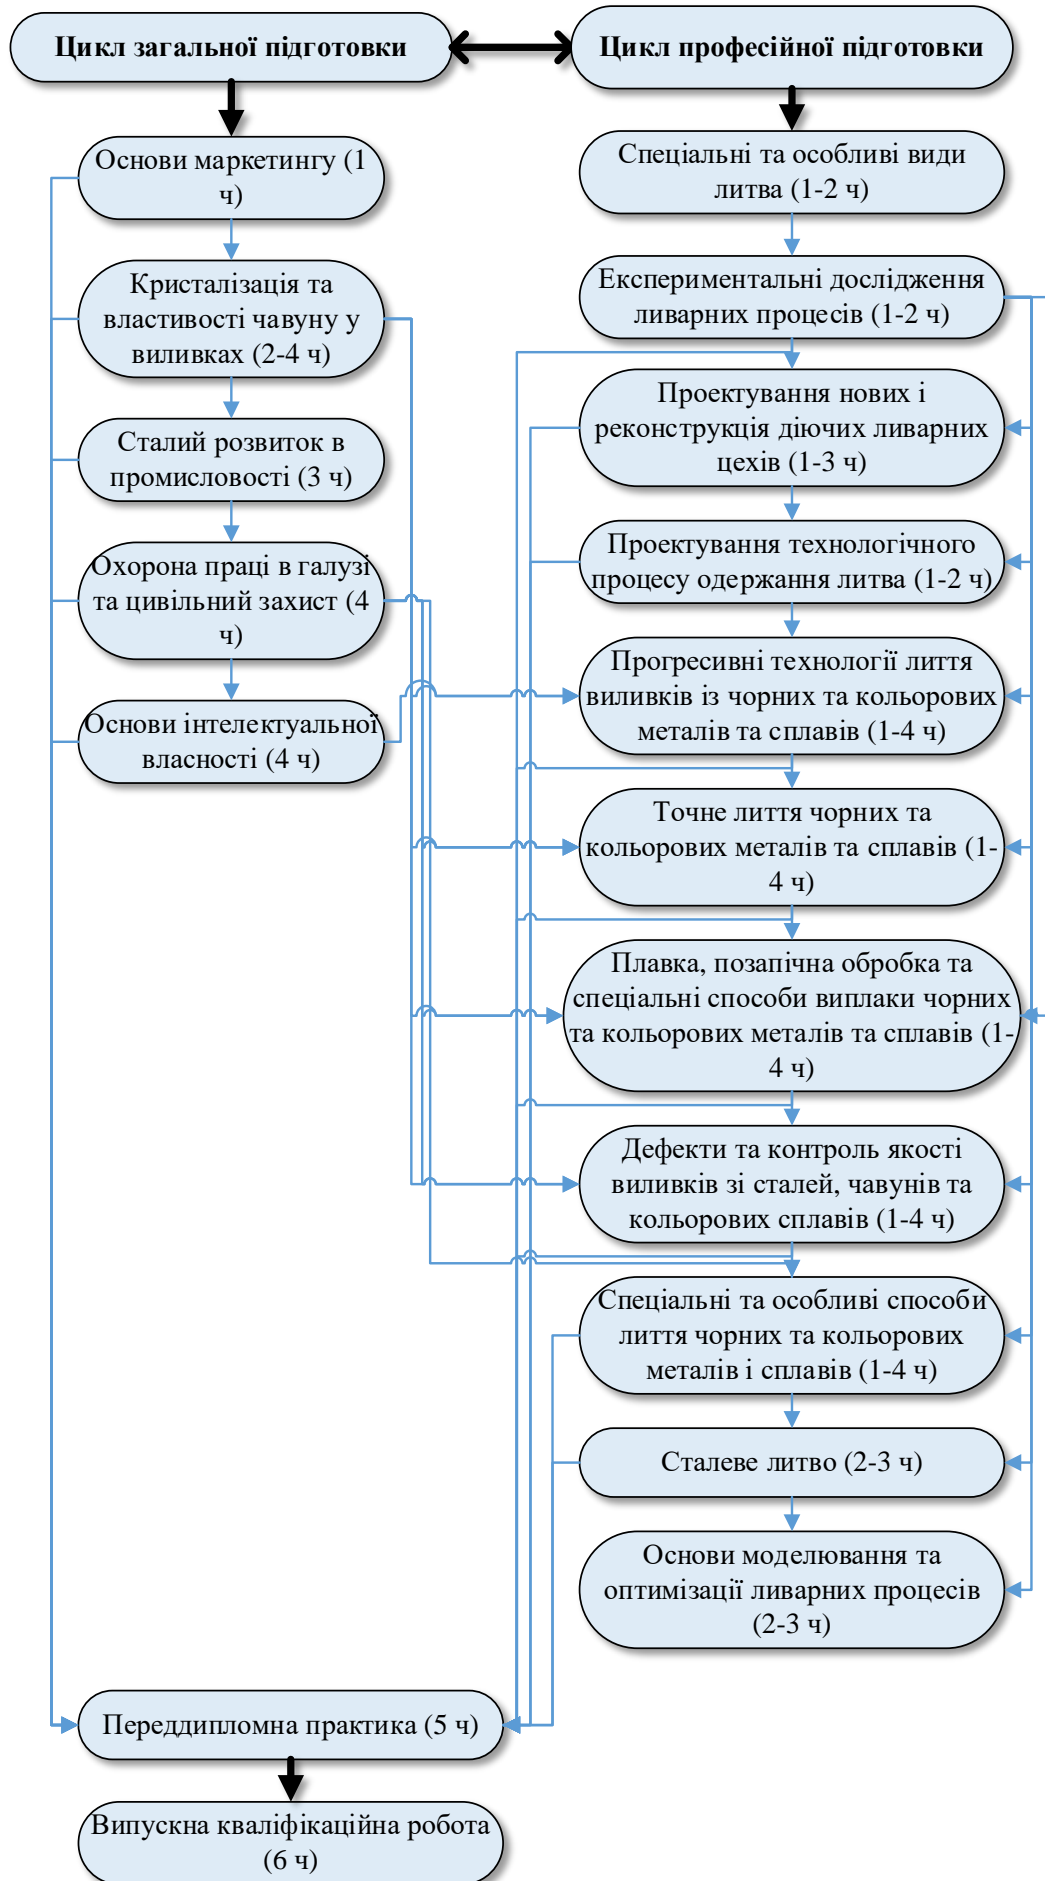 Цикл загальної підготовки
Цикл професійної підготовки
Основи маркетингу (1
ч)
Кристалізація та
властивості чавуну у
виливках (2-4 ч)
Сталий розвиток в
промисловості (3 ч)
Охорона праці в галузі
та цивільний захист (4
ч)
Основи інтелектуальної
власності (4 ч)
Спеціальні та особливі види
литва (1-2 ч)
Експериментальні дослідження
ливарних процесів (1-2 ч)
Проектування нових і
реконструкція діючих ливарних
цехів (1-3 ч)
Проектування технологічного
процесу одержання литва (1-2 ч)
Прогресивні технології лиття
виливків із чорних та кольорових
металів та сплавів (1-4 ч)
Точне лиття чорних та
кольорових металів та сплавів (1-
4 ч)
Плавка, позапічна обробка та
спеціальні способи виплаки чорних
та кольорових металів та сплавів (1-
4 ч)
Дефекти та контроль якості
виливків зі сталей, чавунів та
кольорових сплавів (1-4 ч)
Спеціальні та особливі способи
лиття чорних та кольорових
металів і сплавів (1-4 ч)
Сталеве литво (2-3 ч)
Основи моделювання та
оптимізації ливарних процесів
(2-3 ч)
Переддипломна практика (5 ч)
Випускна кваліфікаційна робота
(6 ч)